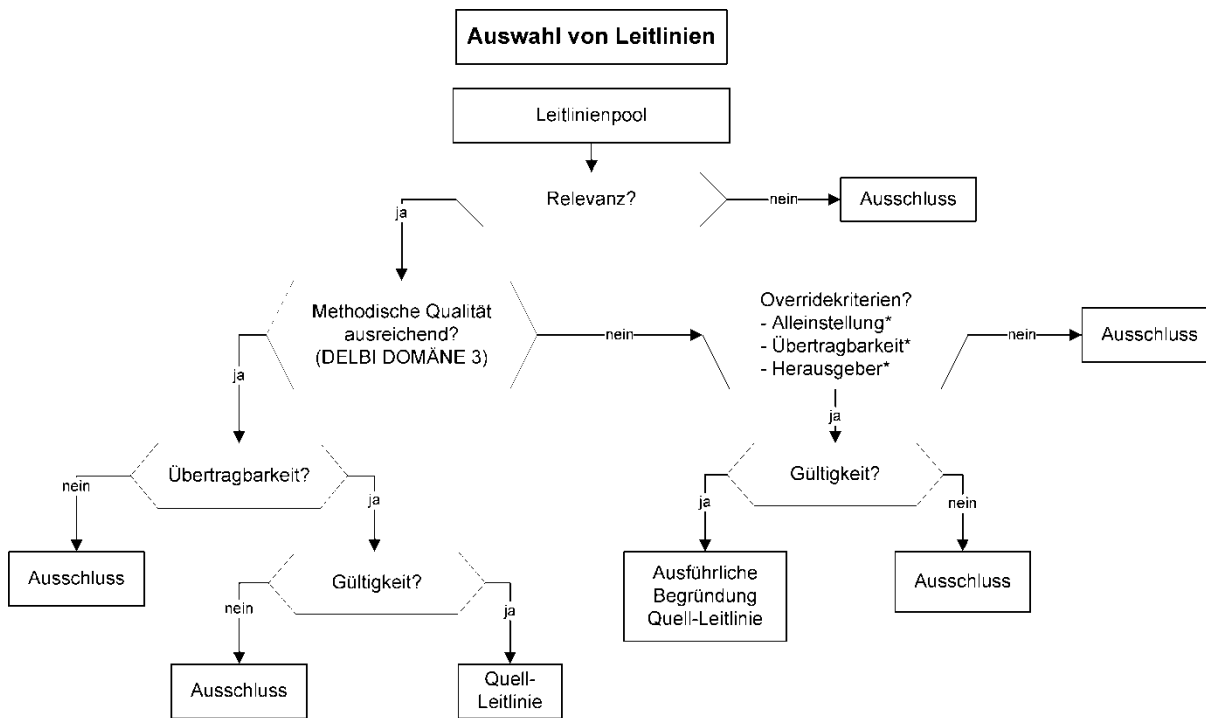 Auswahl von Leitlinien
Leitlinienpool
Relevanz?
nein
Ausschluss
ja
Methodische Qualität
ausreichend?
(DELBI DOMÄNE 3)
nein
Overridekriterien?
- Alleinstellung*
- Übertragbarkeit*
- Herausgeber*
nein
Ausschluss
ja
ja
Übertragbarkeit?
nein
ja
Gültigkeit?
ja
nein
Ausschluss
Gültigkeit?
nein
ja
Ausführliche
Begründung
Quell-Leitlinie
Ausschluss
Ausschluss
Quell-
Leitlinie